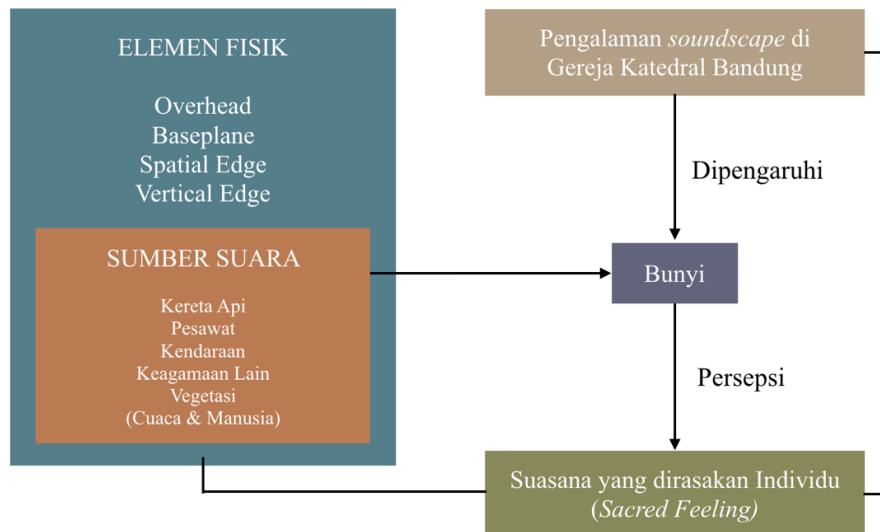 ELEMEN FISIK
Overhead
Baseplane
Spatial Edge
Vertical Edge
SUMBER SUARA
Kereta Api
Pesawat
Kendaraan
Keagamaan Lain
Vegetasi
(Cuaca & Manusia)
Pengalaman soundscape di
Gereja Katedral Bandung
Dipengaruhi
Bunyi
Persepsi
Suasana yang dirasakan Individu
(Sacred Feeling)